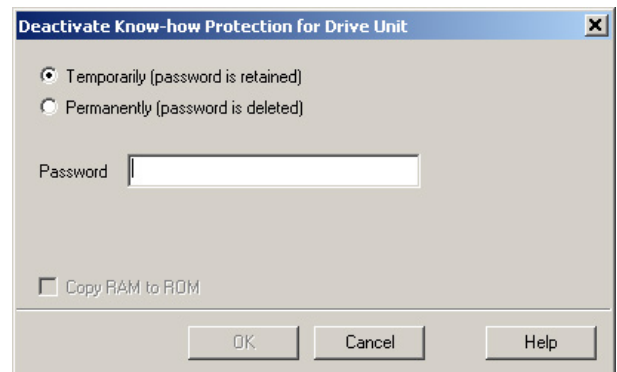 Deactivate Know-how Protection for Drive Unit
Temporarily (password is retained)
Permanently (password is deleted)
Password
Copy RAM to ROM
OK Cancel Help